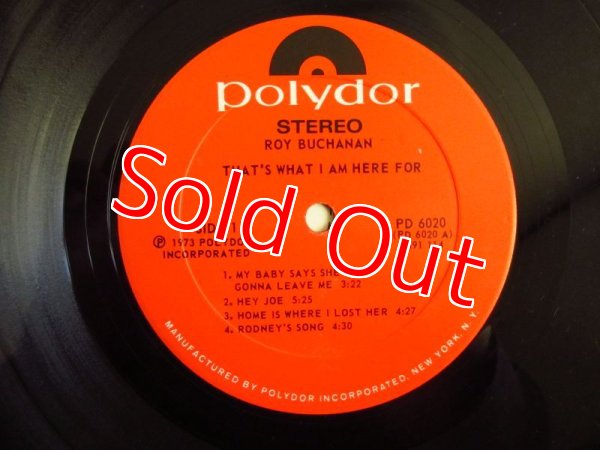 polydor
STEREO
ROY BUCHANAN
THAT'S WHAT I AM HERE FOR
Sold Out
PD 6020
(PD 6020 A)
℗ 1973
INCORPORATED
1. MY BABY SAYS SHE
GONNA LEAVE ME 3:22
2. HEY JOE 5:25
3. HOME IS WHERE I LOST HER 4:27
4. RODNEY'S SONG 4:30
MANUFACTURED BY POLYDOR INCORPORATED, NEW YORK, N.Y.